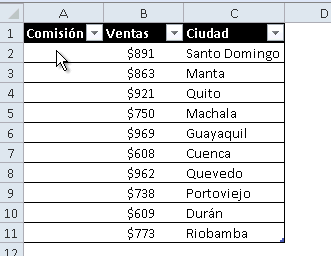 A B C D
1 Comisión Ventas Ciudad
2 $891 Santo Domingo
3 $863 Manta
4 $921 Quito
5 $750 Machala
6 $969 Guayaquil
7 $608 Cuenca
8 $962 Quevedo
9 $738 Portoviejo
10 $609 Durán
11 $773 Riobamba
12